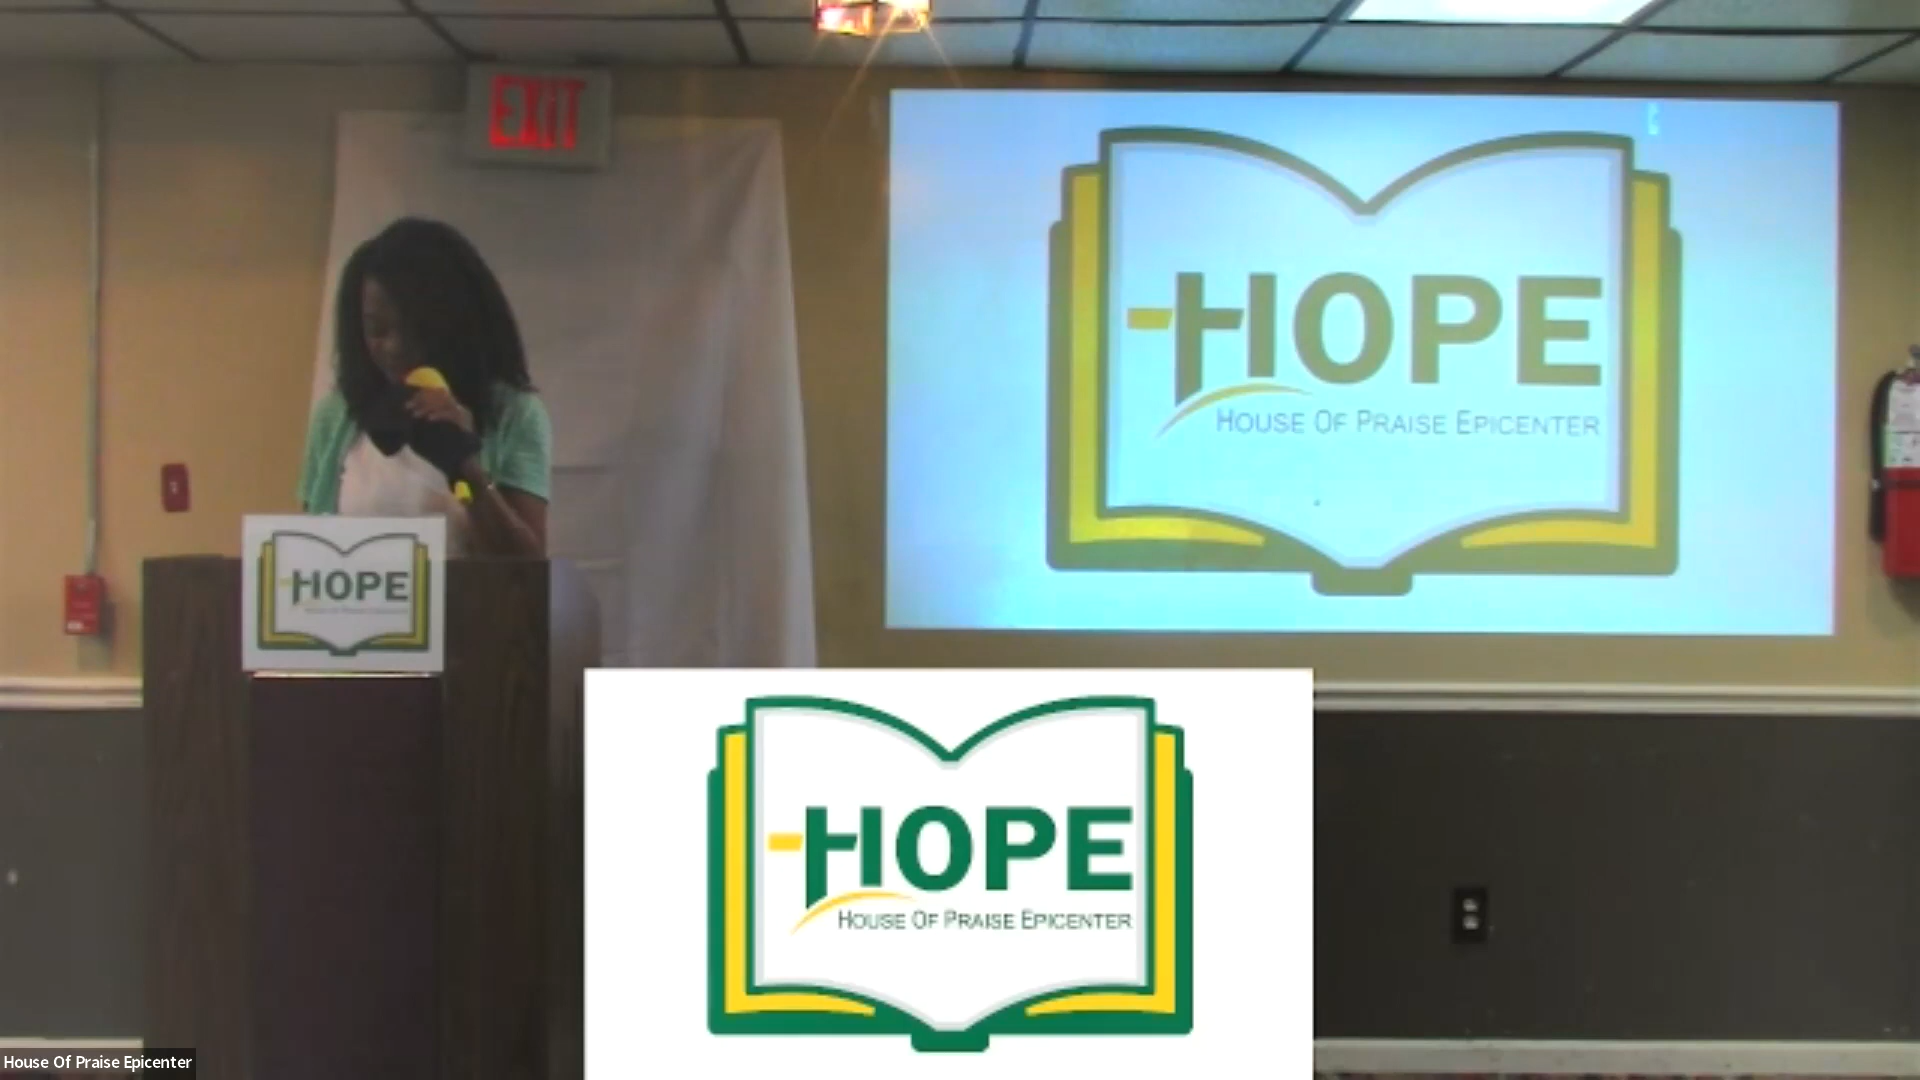 EXIT
HOPE
HOUSE OF PRAISE EPICENTER
HOPE
HOPE
HOUSE OF PRAISE EPICENTER
House Of Praise Epicenter